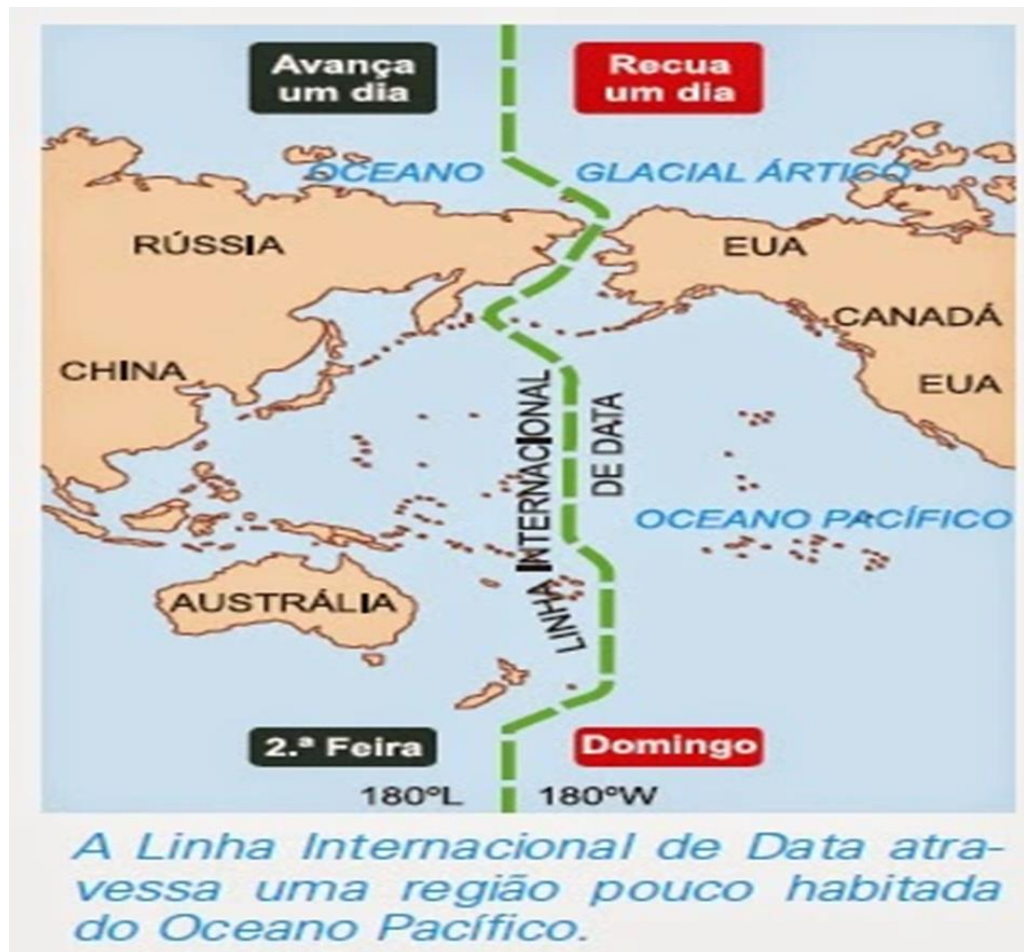 Avança
um dia
Recua
um dia
OCEANO GLACIAL ÁRTICO
RÚSSIA
EUA
CANADÁ
CHINA
EUA
LINHA INTERNACIONAL
DE DATA
OCEANO PACÍFICO
AUSTRÁLIA
2.ª Feira
Domingo
180ºL
180ºW
A Linha Internacional de Data atra-
vessa uma região pouco habitada
do Oceano Pacífico.